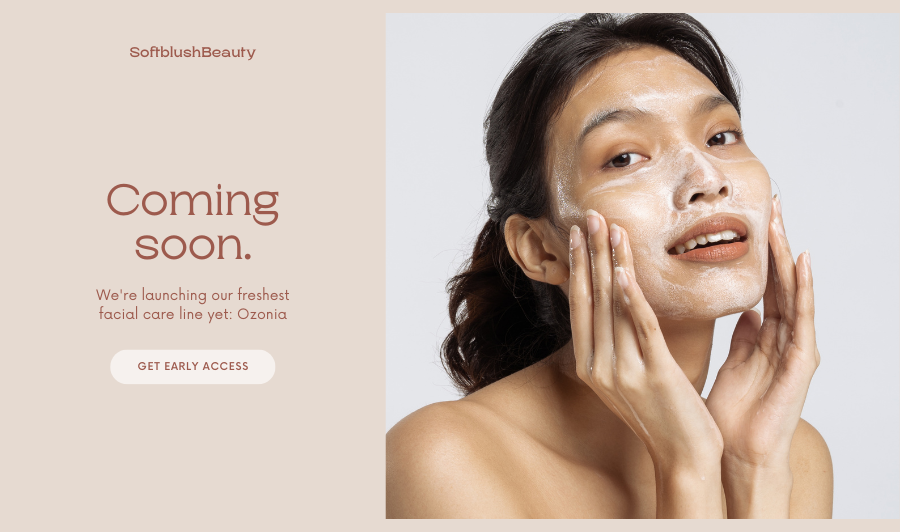 SoftblushBeauty
Coming
soon.
We're launching our freshest
facial care line yet: Ozonia
GET EARLY ACCESS